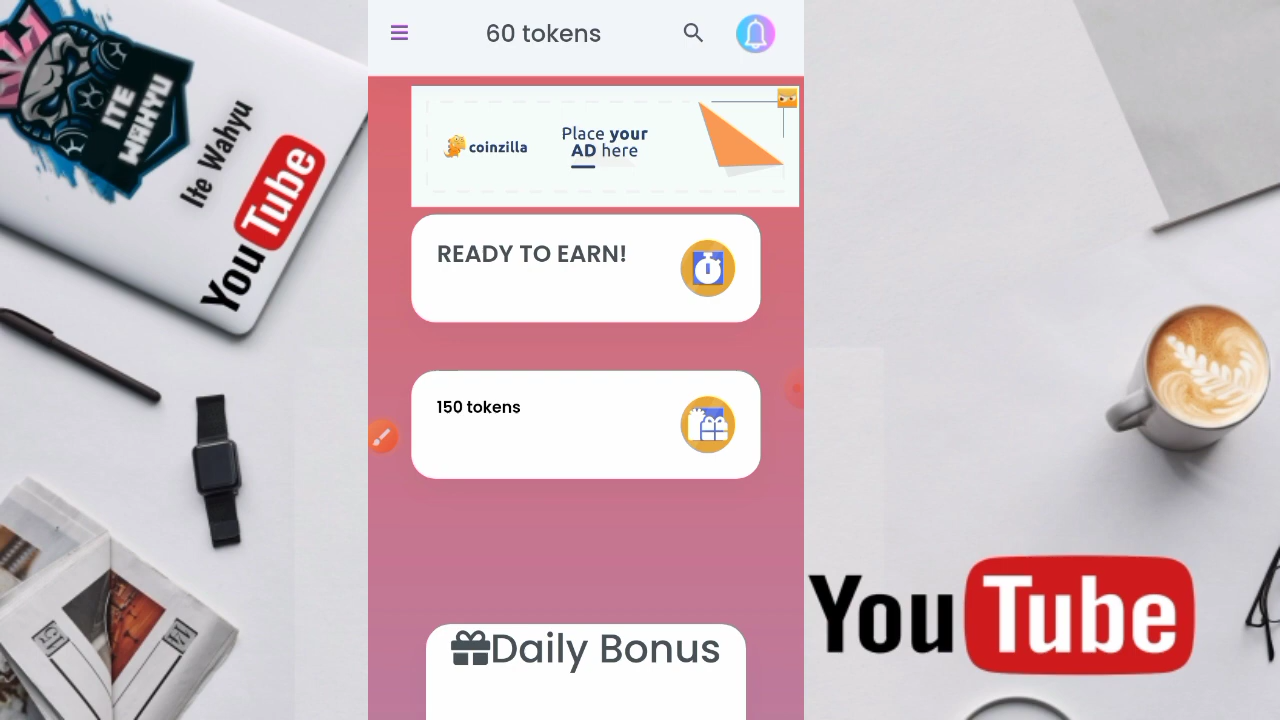 ITE
WAHYU
Ite Wahyu
YouTube
60 tokens
coinzilla
Place your
AD here
READY TO EARN!
150 tokens
Daily Bonus
YouTube